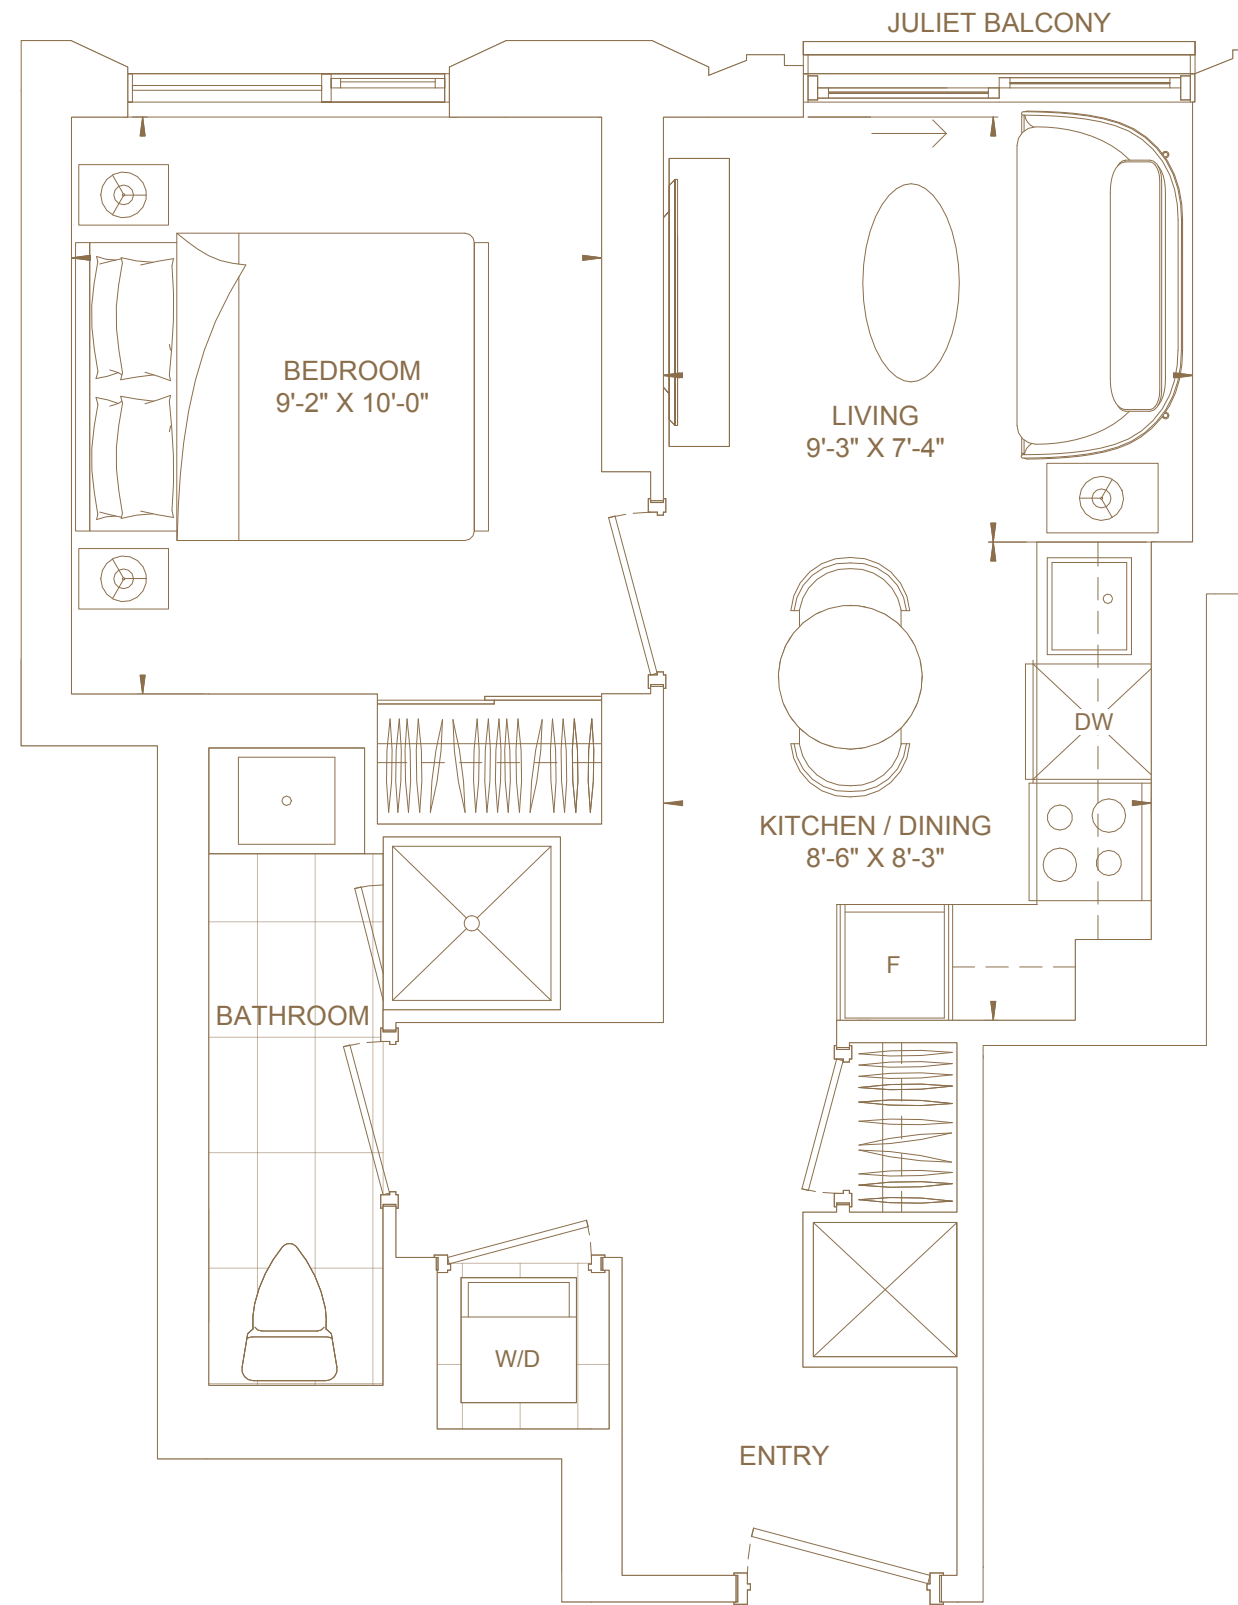 JULIET BALCONY
BEDROOM
9'-2" X 10'-0"
LIVING
9'-3" X 7'-4"
DW
KITCHEN / DINING
8'-6" X 8'-3"
F
BATHROOM
W/D
ENTRY